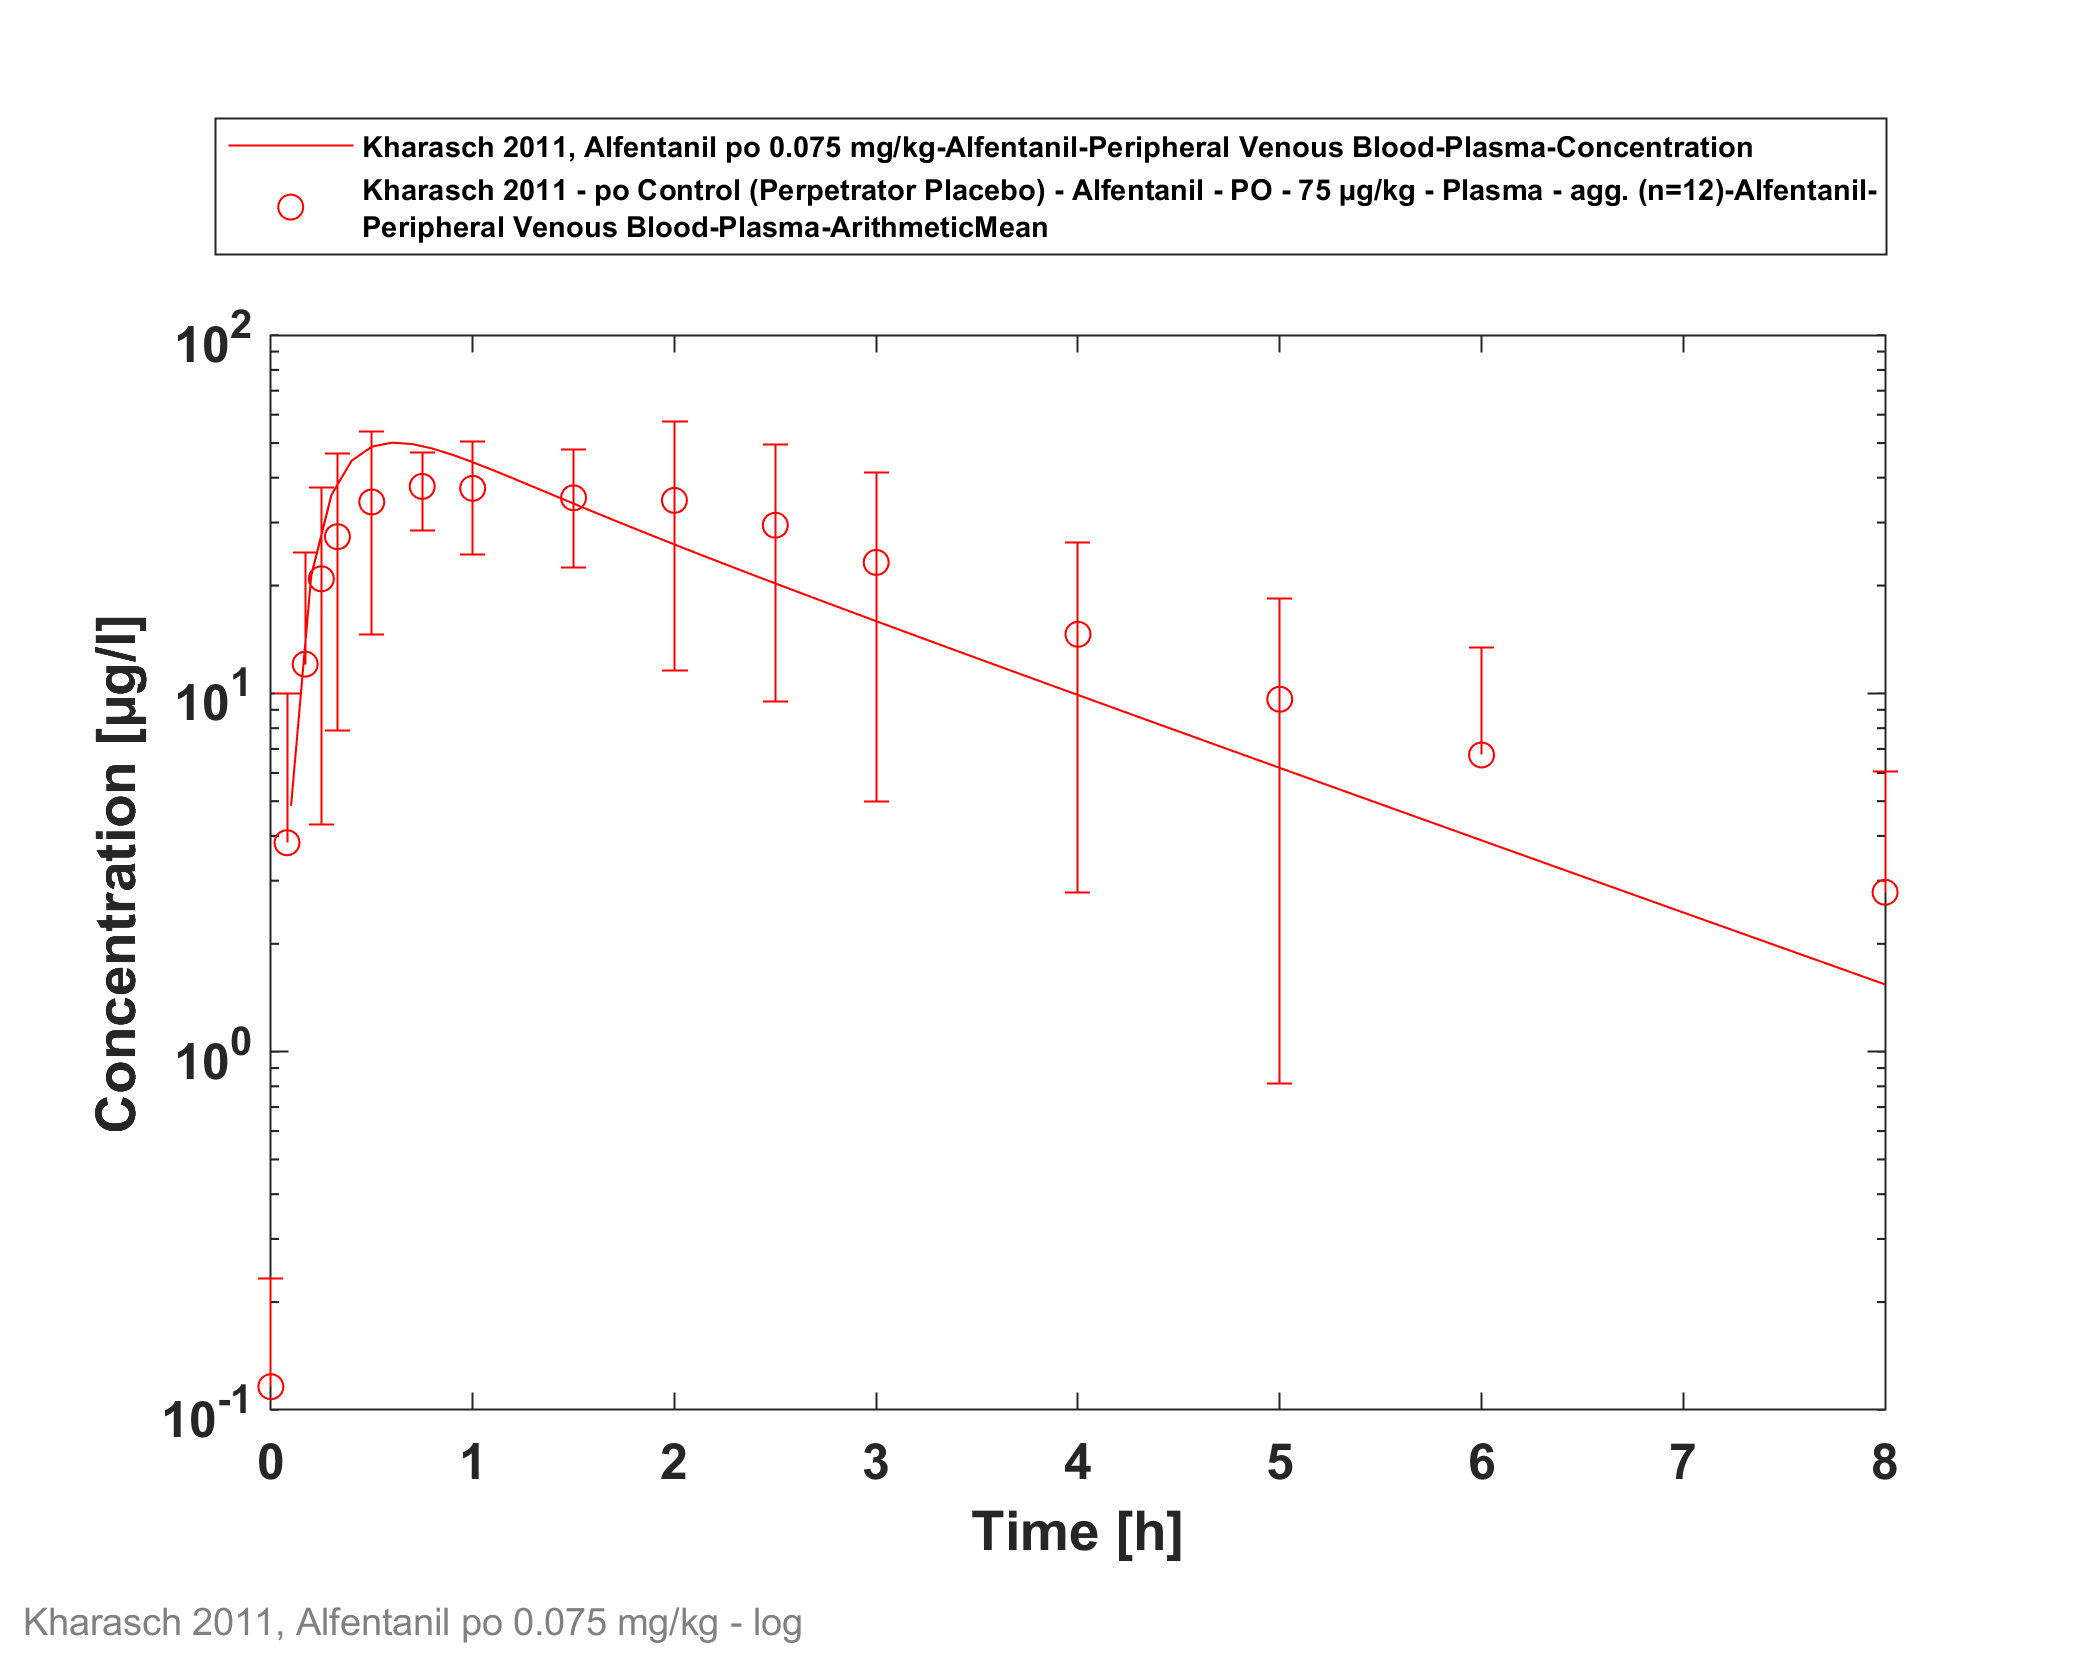 Kharasch 2011, Alfentanil po 0.075 mg/kg-Alfentanil-Peripheral Venous Blood-Plasma-Concentration
Kharasch 2011 - po Control (Perpetrator Placebo) - Alfentanil - PO - 75 µg/kg - Plasma - agg. (n=12)-Alfentanil-
Peripheral Venous Blood-Plasma-ArithmeticMean
10^2
10^1
10^0
10^-1
Concentration [µg/l]
0 1 2 3 4 5 6 7 8
Time [h]
Kharasch 2011, Alfentanil po 0.075 mg/kg - log